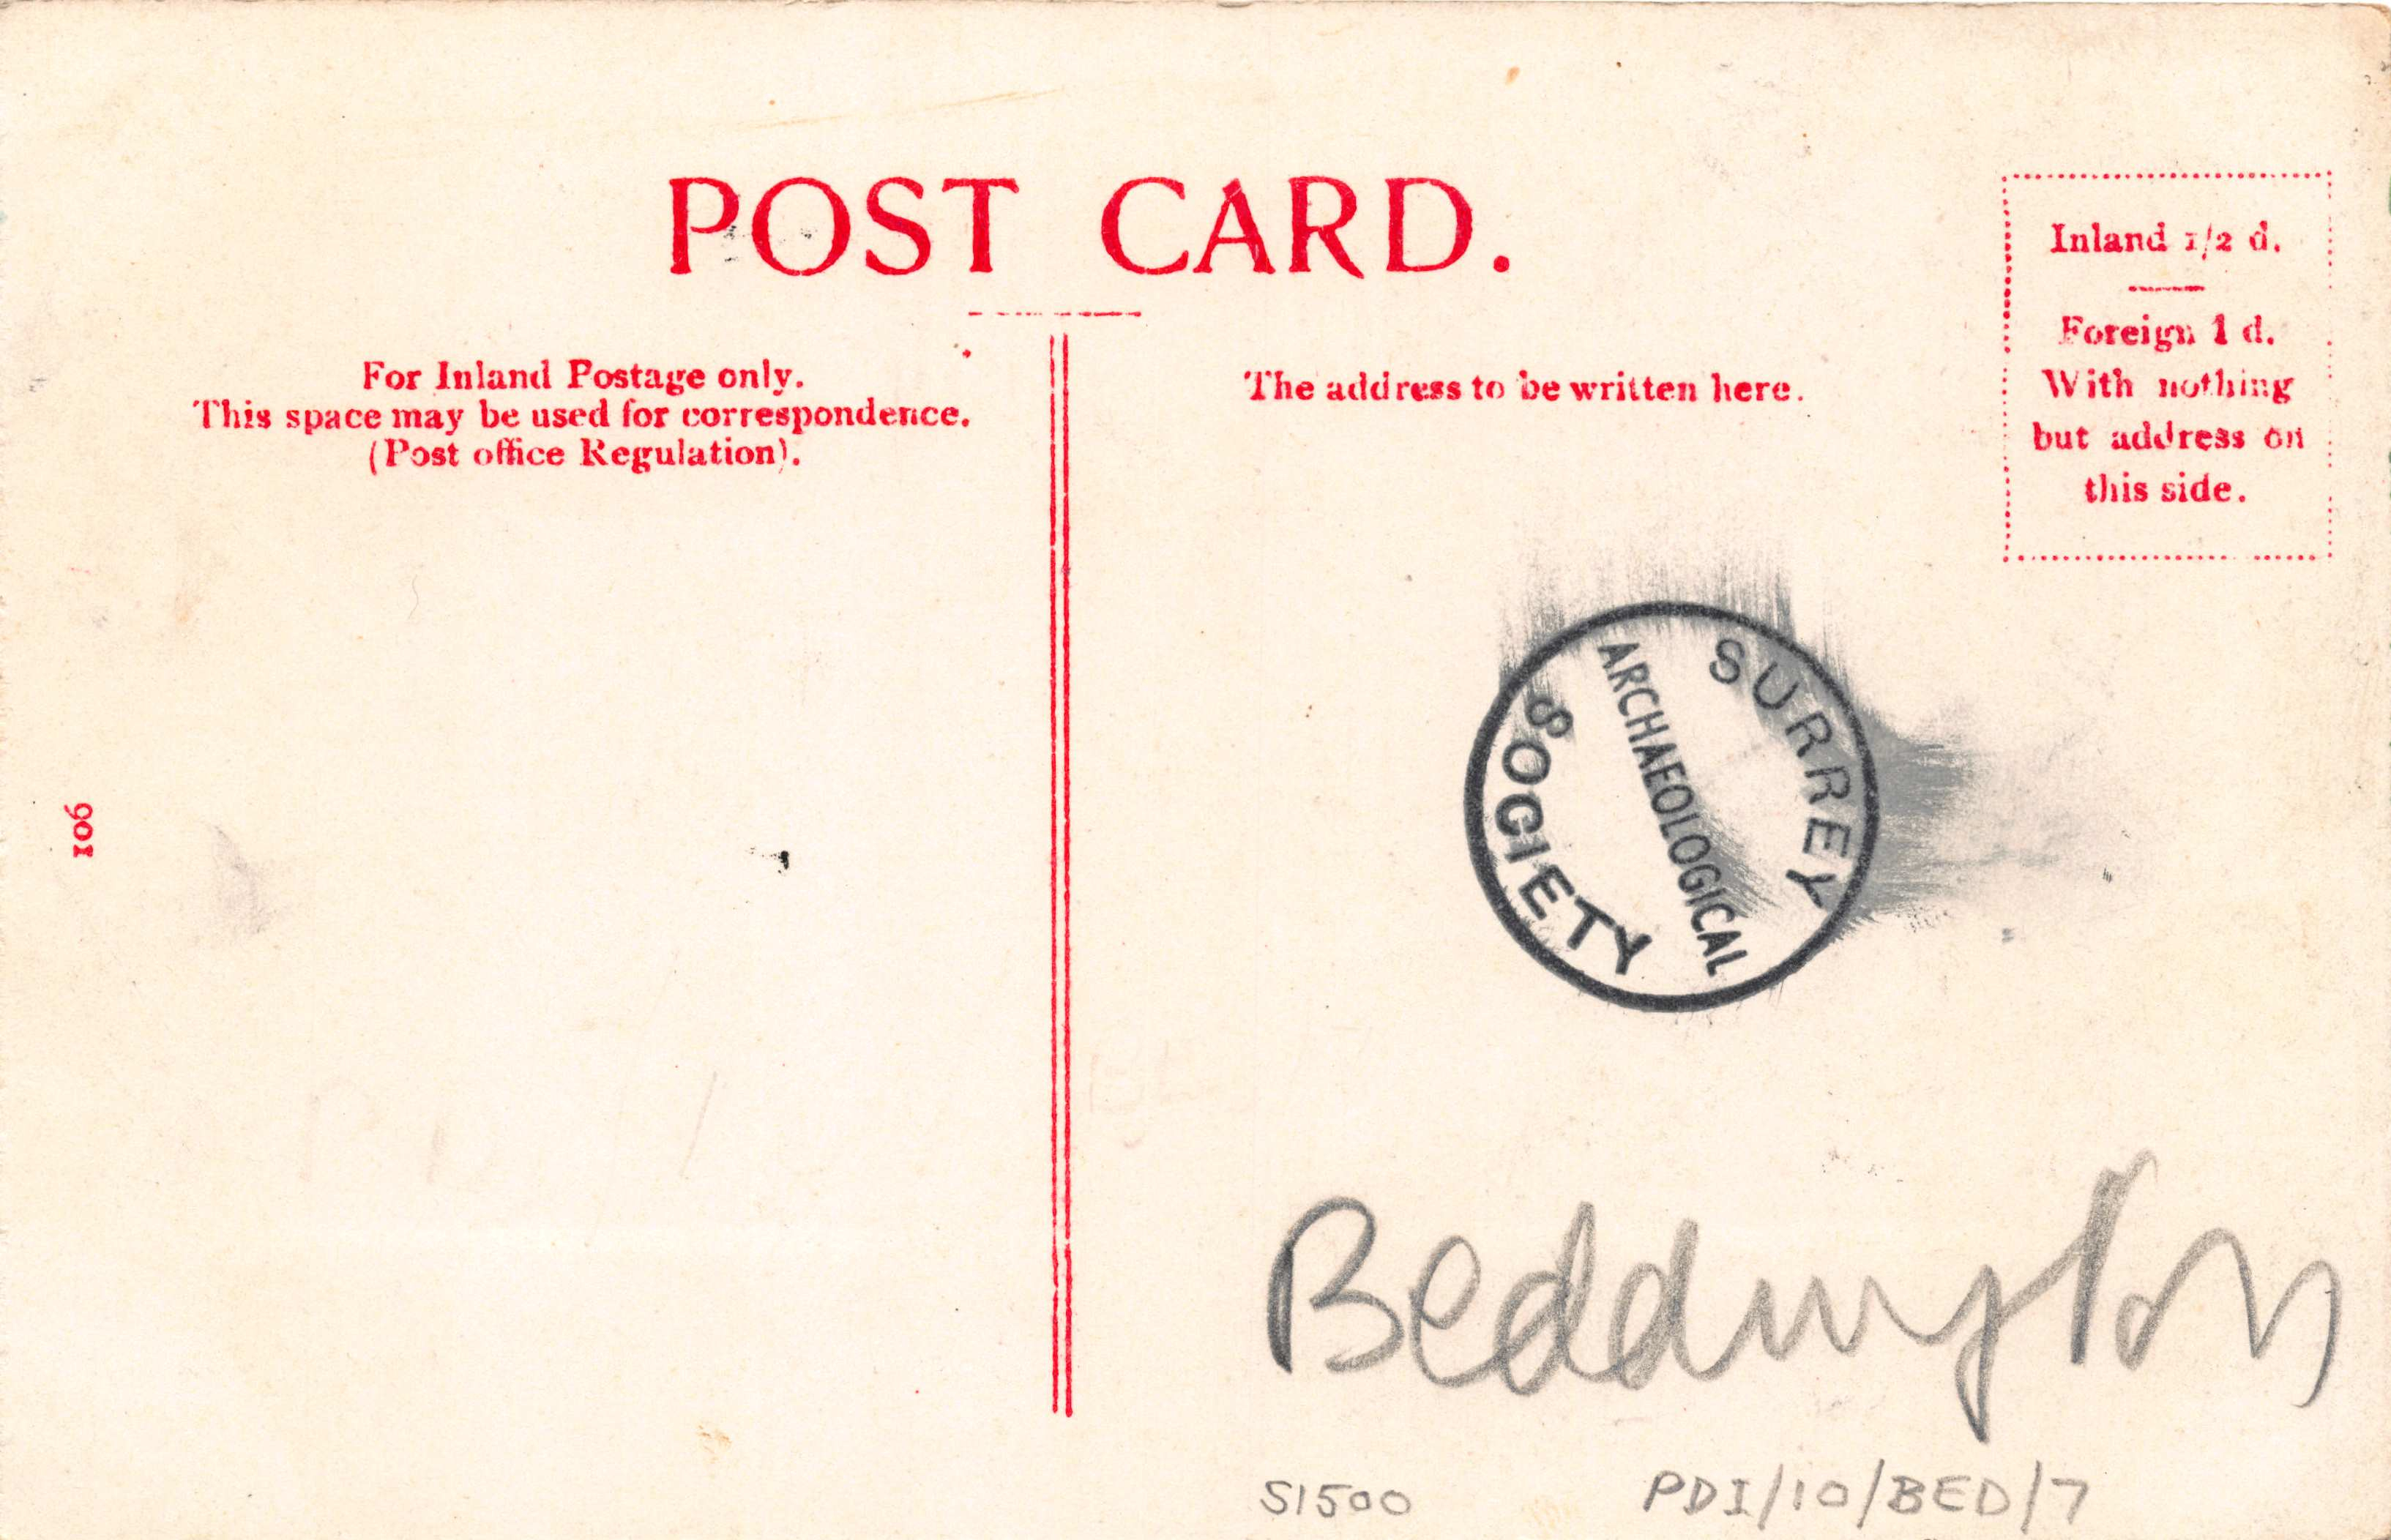 POST CARD.
For Inland Postage only.
This space may be used for correspondence.
(Post office Regulation).
The address to be written here.
Inland 1/2 d.
Foreign 1 d.
With nothing
but address on
this side.
106
SURREY
ARCHAEOLOGICAL
SOCIETY
Beddington
S1500
PDI/10/BED/7